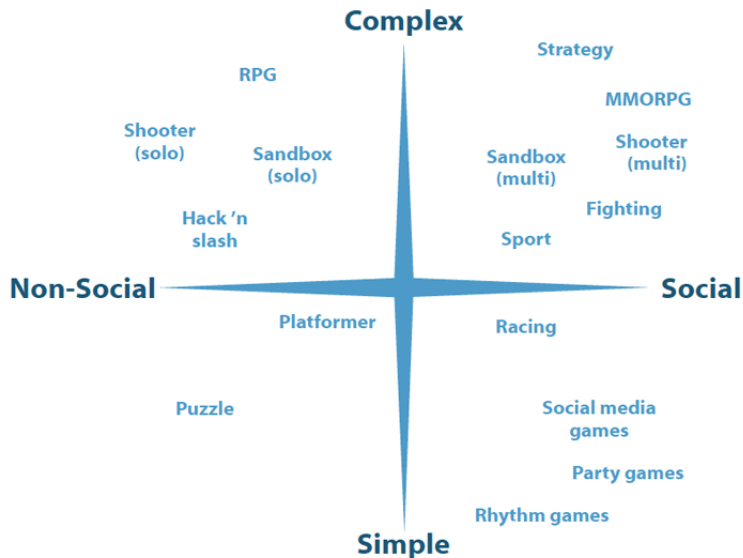 Complex
Strategy
RPG
MMORPG
Shooter
(solo)
Sandbox
(solo)
Sandbox
(multi)
Shooter
(multi)
Hack 'n
slash
Fighting
Sport
Non-Social
Social
Platformer
Racing
Puzzle
Social media
games
Party games
Rhythm games
Simple